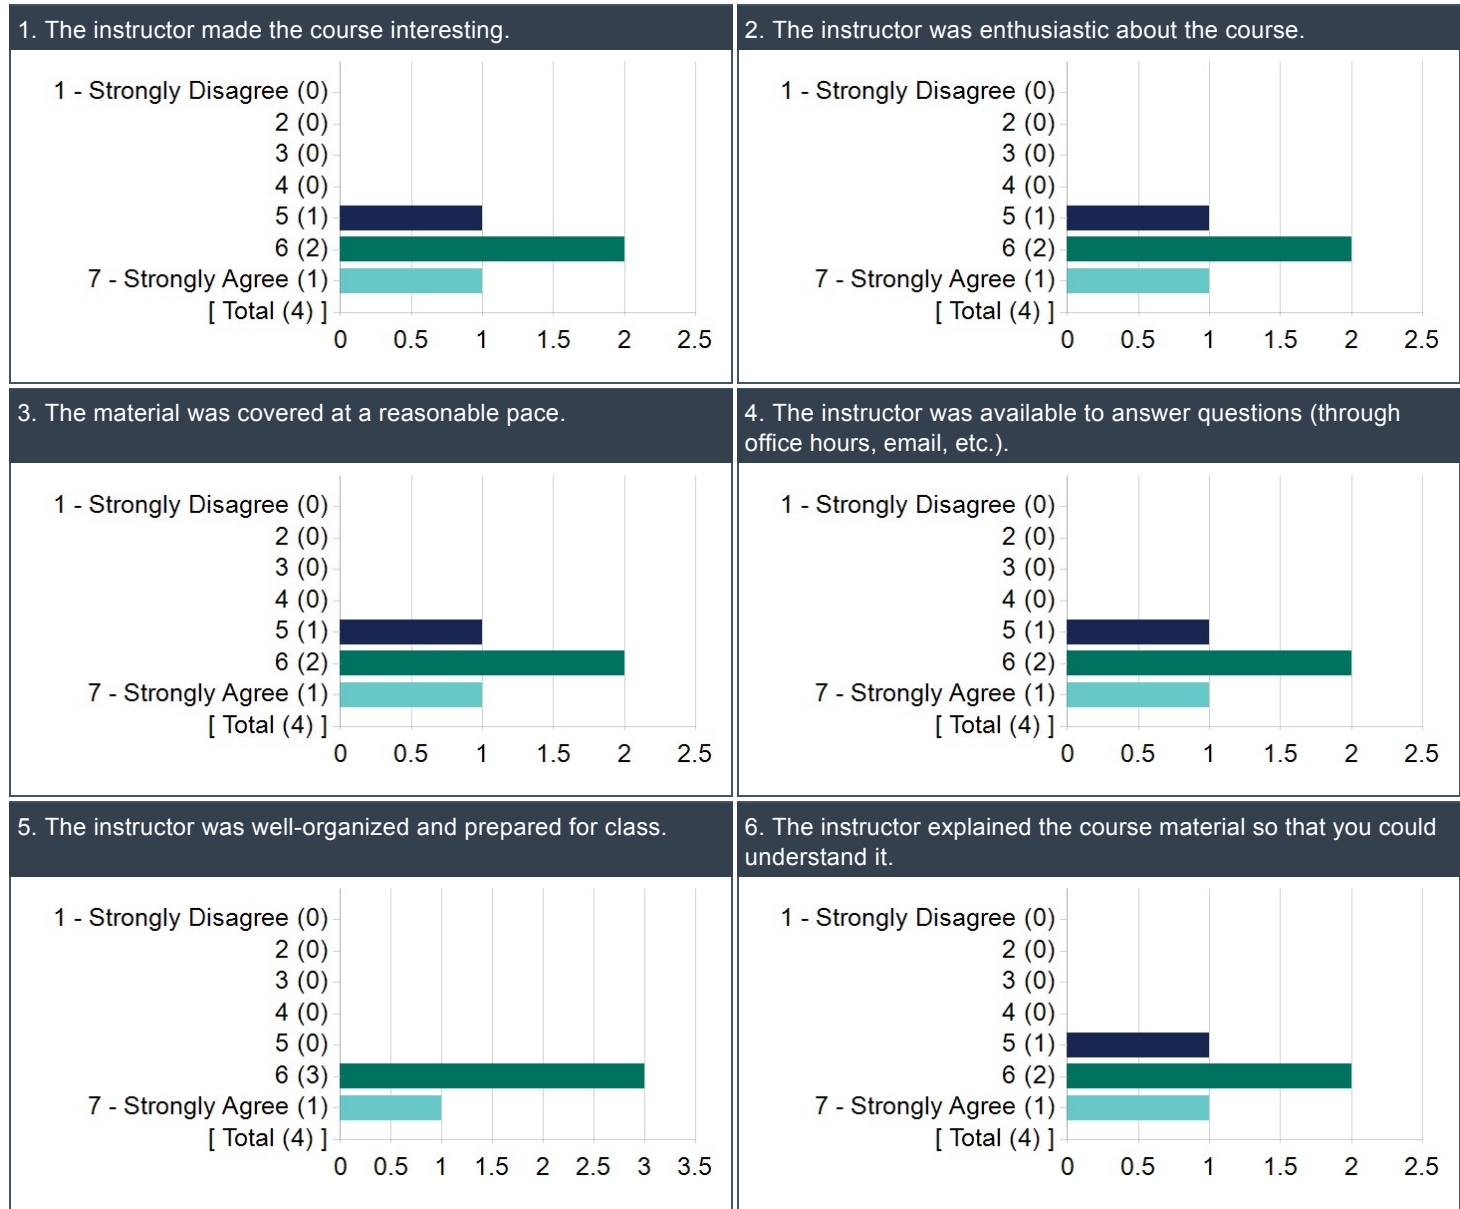 1. The instructor made the course interesting.
1 - Strongly Disagree (0)
2 (0)
3 (0)
4 (0)
5 (1)
6 (2)
7 - Strongly Agree (1)
[ Total (4) ]
0 0.5 1 1.5 2 2.5
2. The instructor was enthusiastic about the course.
1 - Strongly Disagree (0)
2 (0)
3 (0)
4 (0)
5 (1)
6 (2)
7 - Strongly Agree (1)
[ Total (4) ]
0 0.5 1 1.5 2 2.5
3. The material was covered at a reasonable pace.
1 - Strongly Disagree (0)
2 (0)
3 (0)
4 (0)
5 (1)
6 (2)
7 - Strongly Agree (1)
[ Total (4) ]
0 0.5 1 1.5 2 2.5
4. The instructor was available to answer questions (through
office hours, email, etc.).
1 - Strongly Disagree (0)
2 (0)
3 (0)
4 (0)
5 (1)
6 (2)
7 - Strongly Agree (1)
[ Total (4) ]
0 0.5 1 1.5 2 2.5
5. The instructor was well-organized and prepared for class.
1 - Strongly Disagree (0)
2 (0)
3 (0)
4 (0)
5 (0)
6 (3)
7 - Strongly Agree (1)
[ Total (4) ]
0 0.5 1 1.5 2 2.5 3 3.5
6. The instructor explained the course material so that you could
understand it.
1 - Strongly Disagree (0)
2 (0)
3 (0)
4 (0)
5 (1)
6 (2)
7 - Strongly Agree (1)
[ Total (4) ]
0 0.5 1 1.5 2 2.5